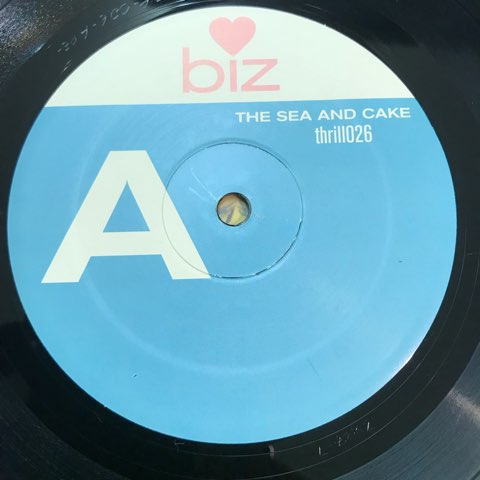 biz
THE SEA AND CAKE
thrill026
A